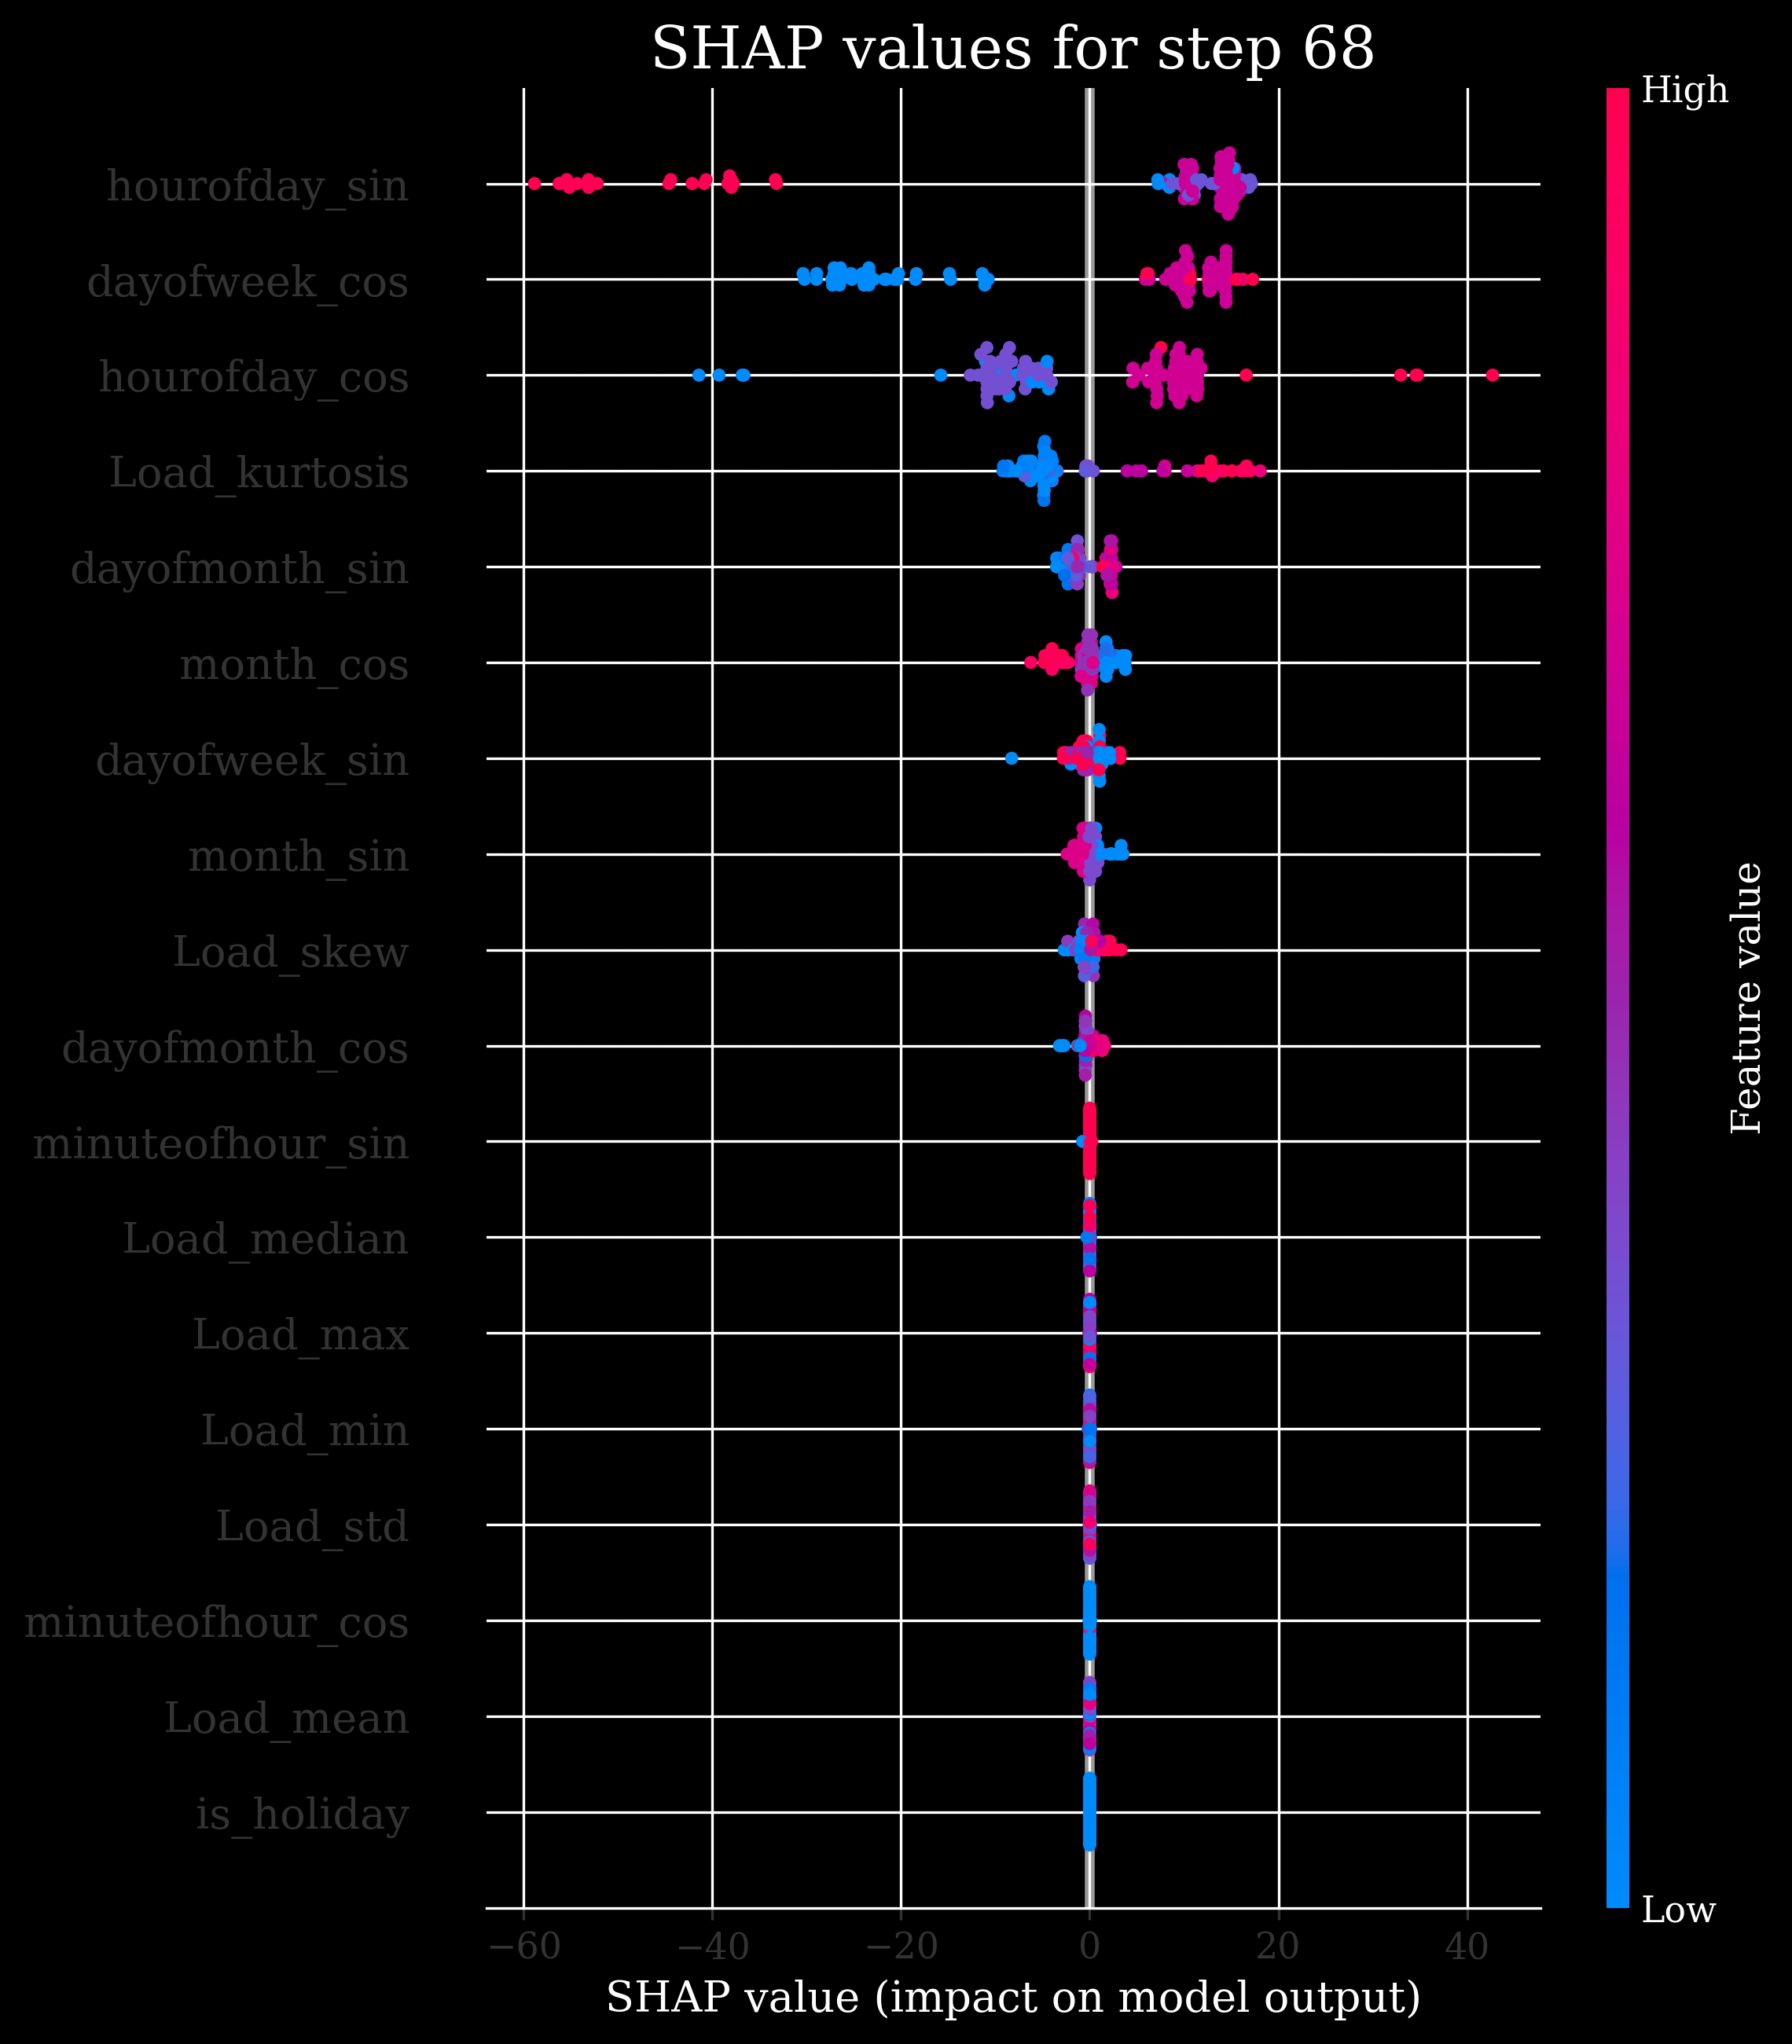 SHAP values for step 68
High
hourofday_sin
dayofweek_cos
hourofday_cos
Load_kurtosis
dayofmonth_sin
month_cos
dayofweek_sin
month_sin
Load_skew
dayofmonth_cos
minuteofhour_sin
Load_median
Load_max
Load_min
Load_std
minuteofhour_cos
Load_mean
is_holiday
Feature value
Low
−60 −40 −20 0 20 40
SHAP value (impact on model output)